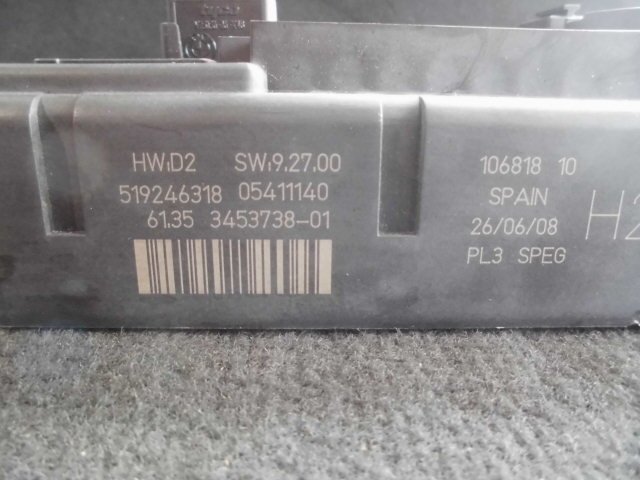 HW:D2 SW:9.27.00
519246318 05411140
61.35 3453738-01
106818 10
SPAIN
26/06/08
PL3 SPEG
H2